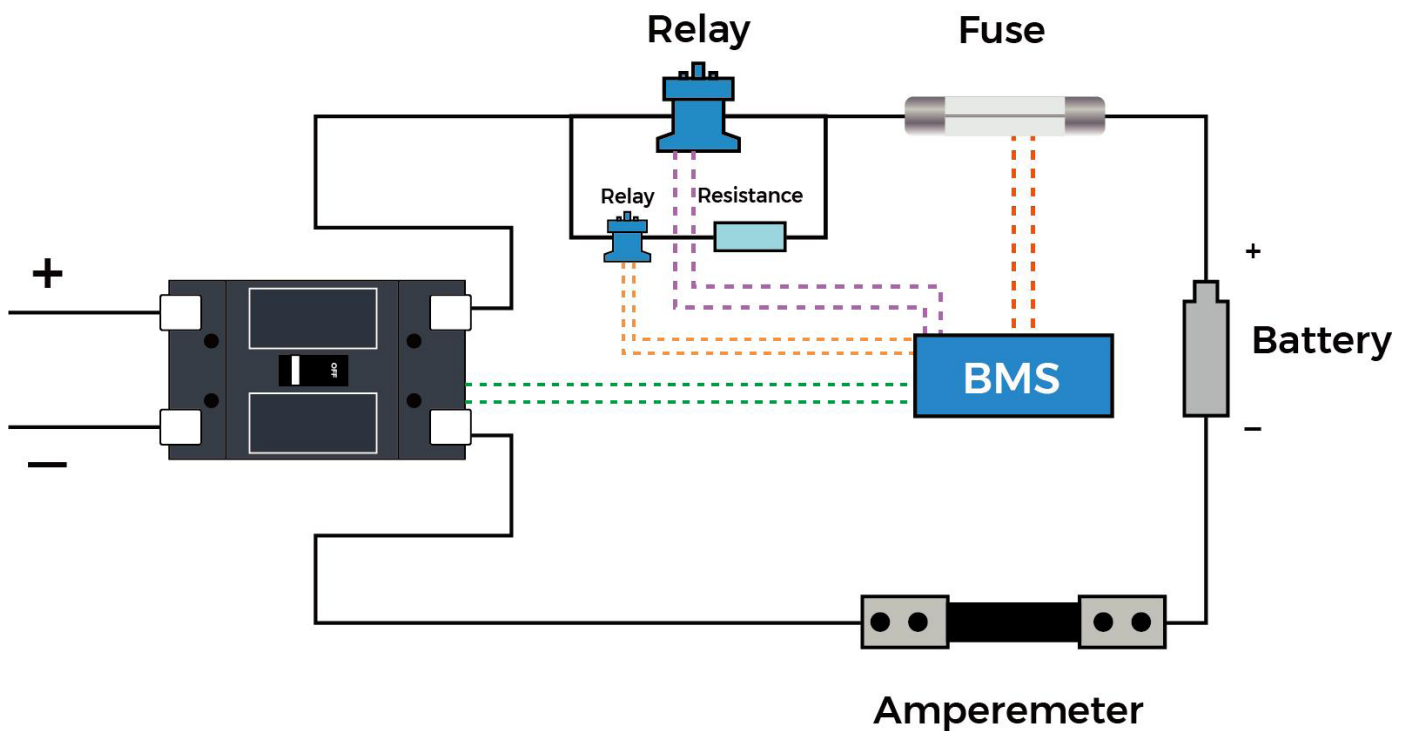 Relay
Fuse
Relay
Resistance
+
+
OFF
BMS
Battery
–
—
Amperemeter